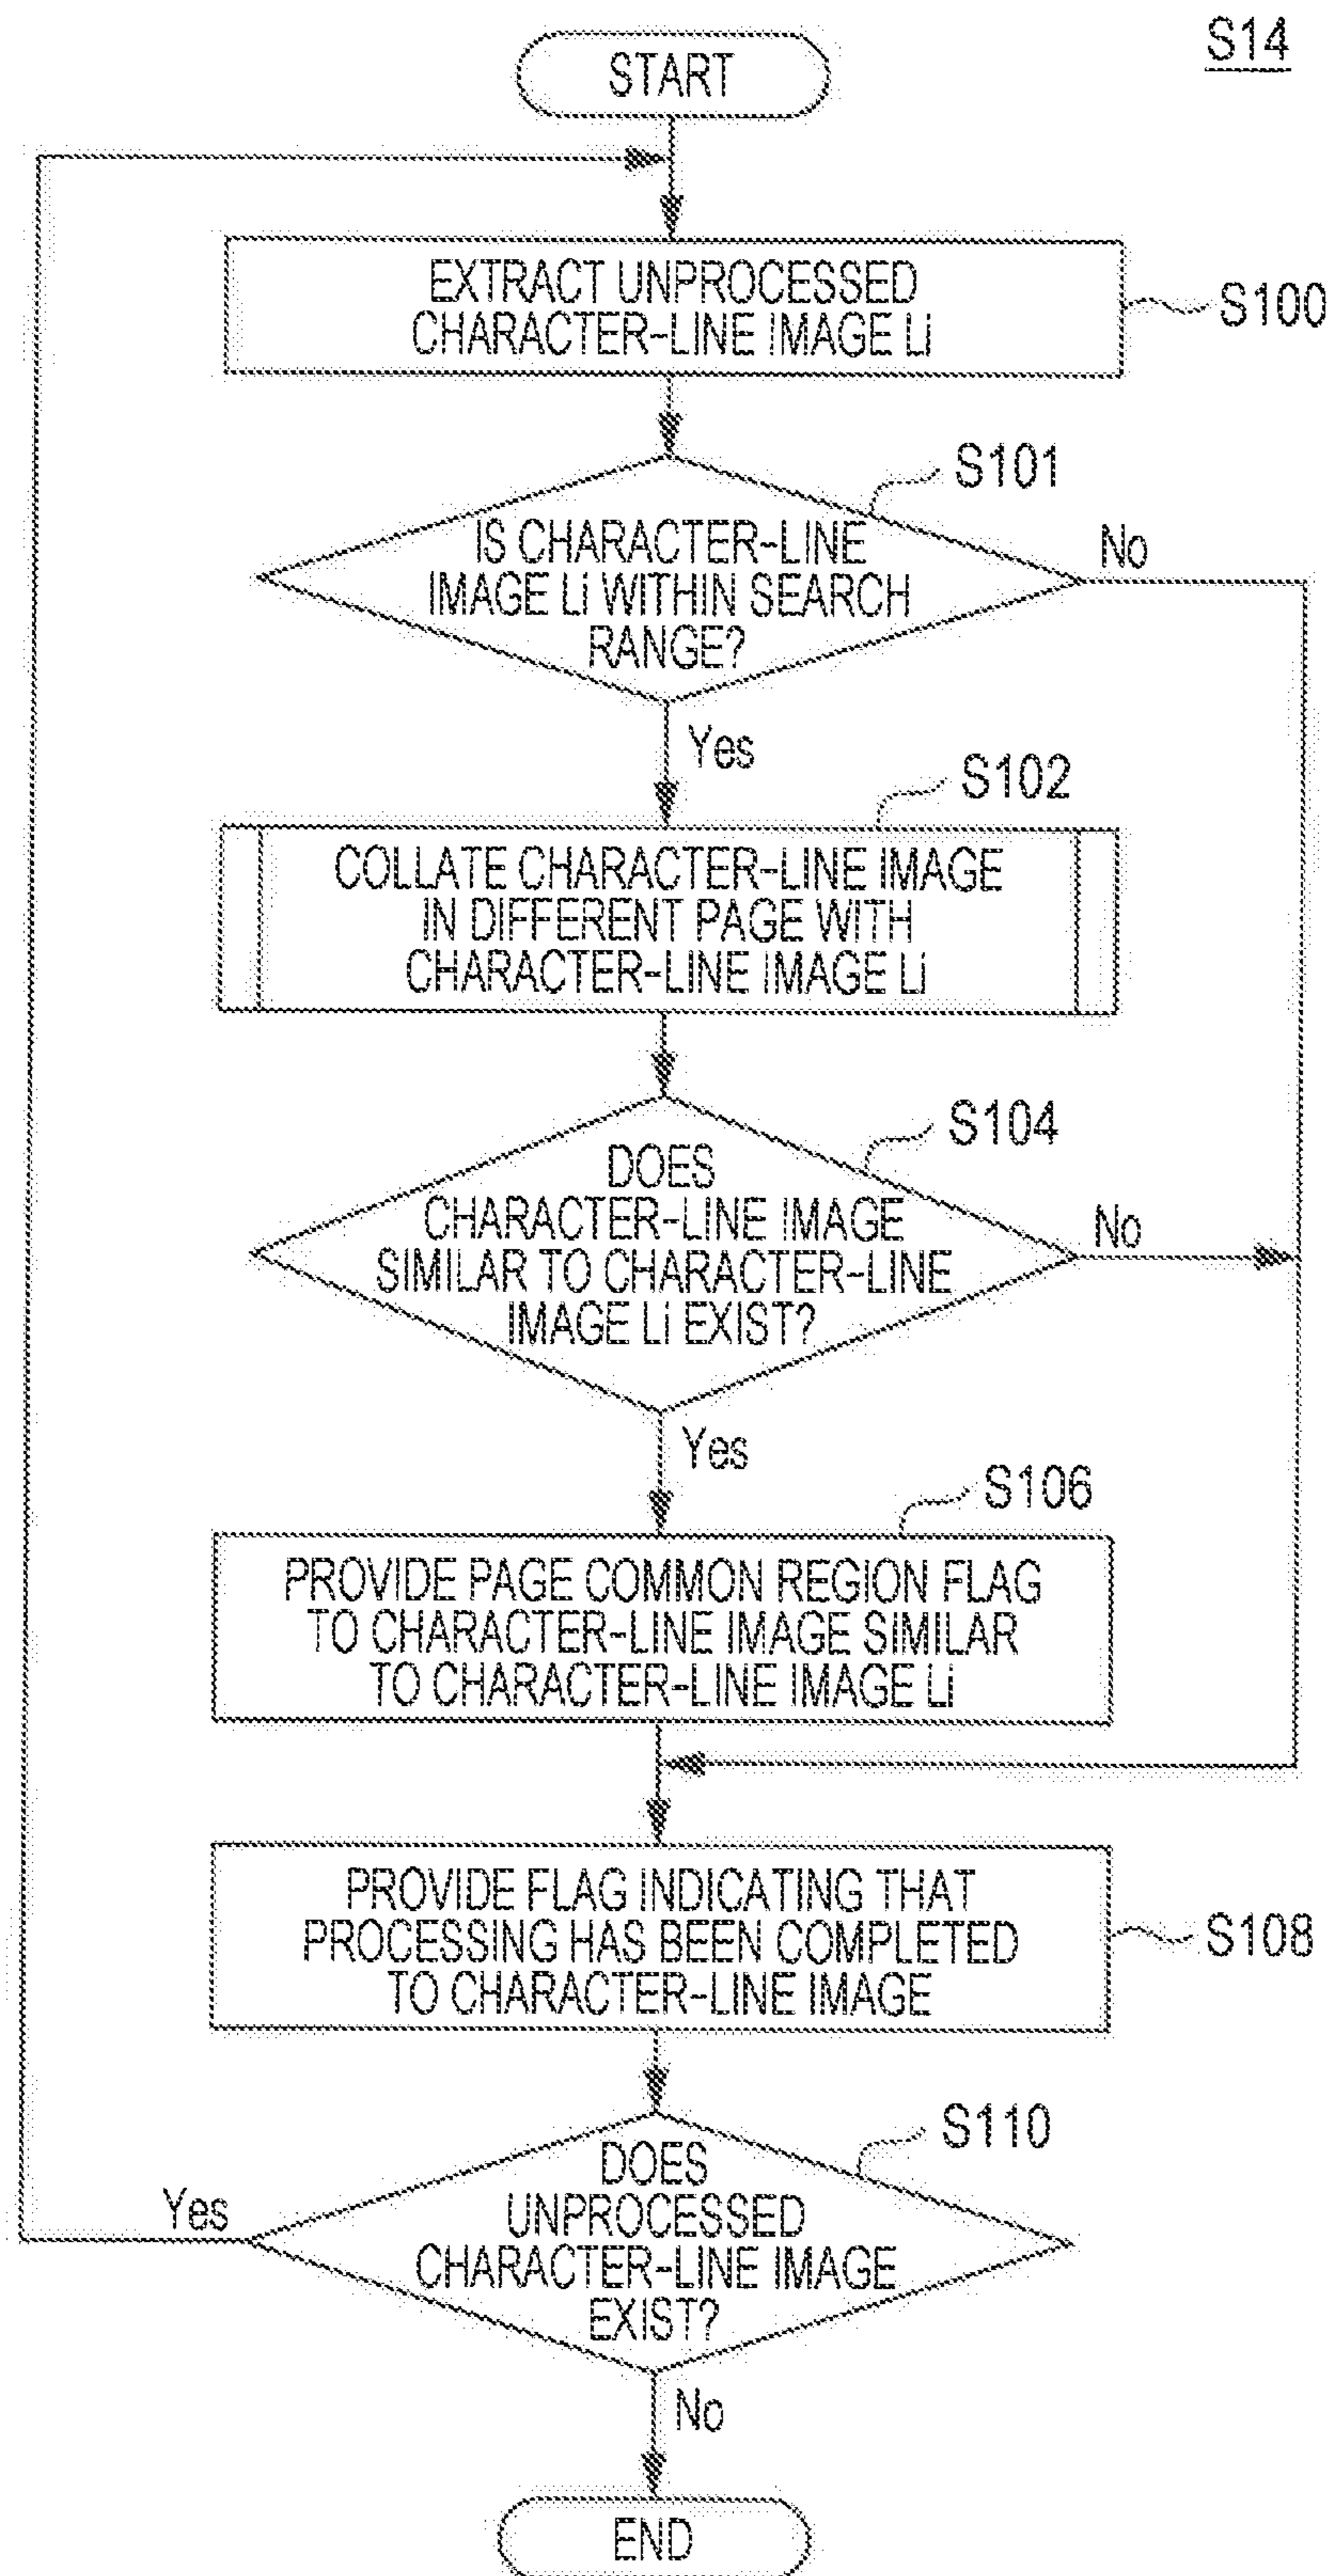 S14
START
EXTRACT UNPROCESSED
CHARACTER-LINE IMAGE Li
S100
S101
IS CHARACTER-LINE
IMAGE Li WITHIN SEARCH
RANGE?
No
Yes
S102
COLLATE CHARACTER-LINE IMAGE
IN DIFFERENT PAGE WITH
CHARACTER-LINE IMAGE Li
S104
DOES
CHARACTER-LINE IMAGE
SIMILAR TO CHARACTER-LINE
IMAGE Li EXIST?
No
Yes
S106
PROVIDE PAGE COMMON REGION FLAG
TO CHARACTER-LINE IMAGE SIMILAR
TO CHARACTER-LINE IMAGE Li
PROVIDE FLAG INDICATING THAT
PROCESSING HAS BEEN COMPLETED
TO CHARACTER-LINE IMAGE
S108
S110
DOES
UNPROCESSED
CHARACTER-LINE IMAGE
EXIST?
Yes
No
END